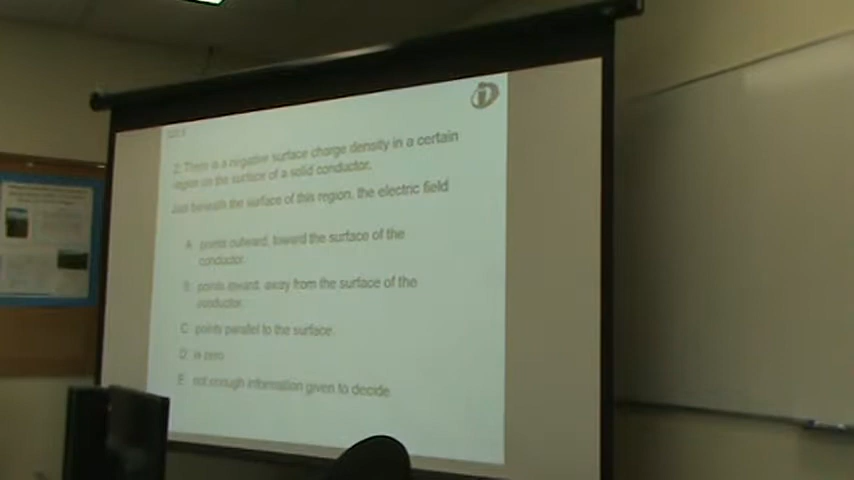 2. There is a negative surface charge density in a certain
region on the surface of a solid conductor.
Just beneath the surface of this region, the electric field
A. points outward, toward the surface of the
conductor.
B. points inward, away from the surface of the
conductor.
C. points parallel to the surface.
D. is zero
E. not enough information given to decide